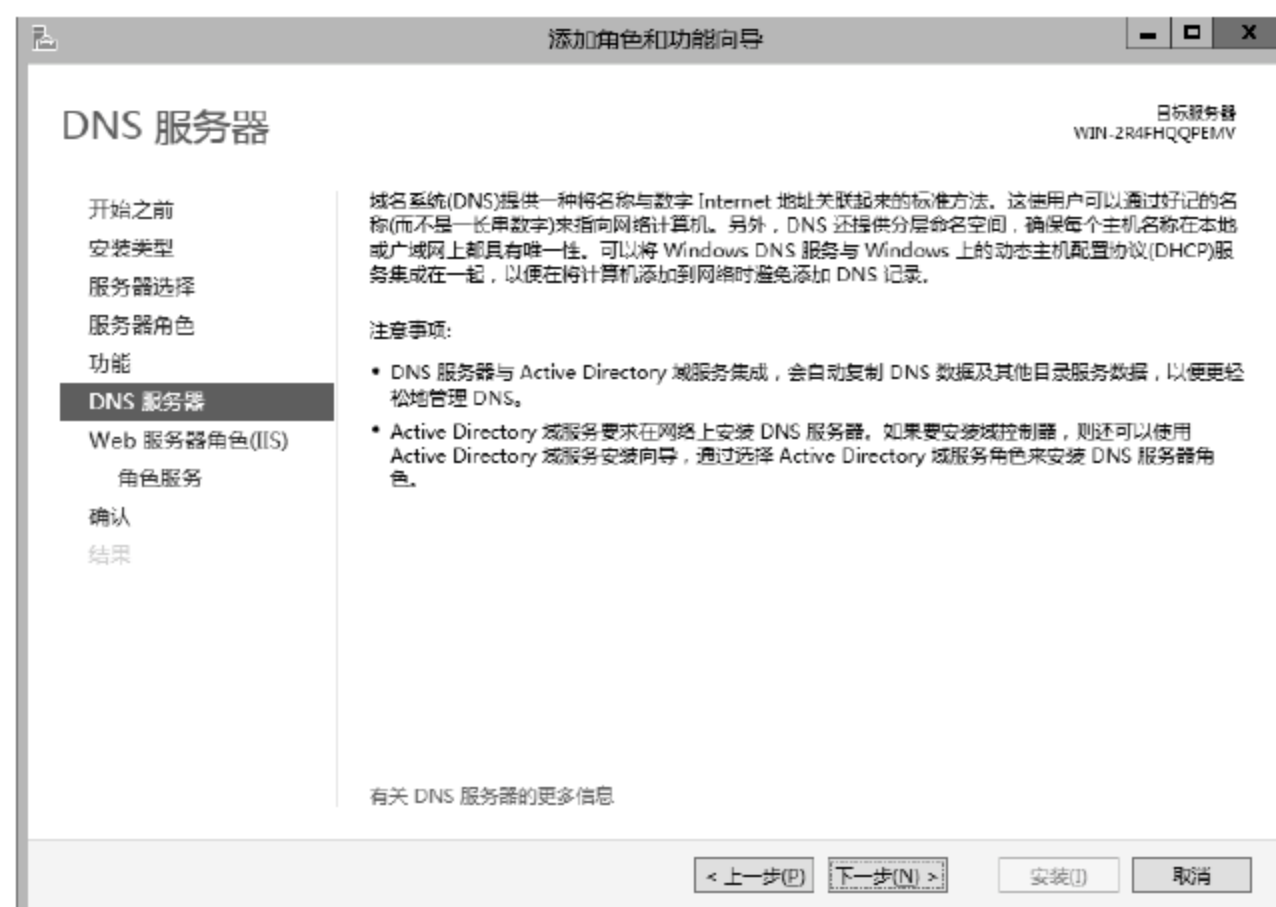 添加角色和功能向导
DNS 服务器
目标服务器
WIN-2R4FHQQPEMV
开始之前
安装类型
服务器选择
服务器角色
功能
DNS 服务器
Web 服务器角色(IIS)
角色服务
确认
结果
域名系统(DNS)提供一种将名称与数字 Internet 地址关联起来的标准方法。这使用户可以通过好记的名
称(而不是一长串数字)来指向网络计算机。另外，DNS 还提供分层命名空间，确保每个主机名称在本地
或广域网上都具有唯一性。可以将 Windows DNS 服务与 Windows 上的动态主机配置协议(DHCP)服
务集成在一起，以便在将计算机添加到网络时避免添加 DNS 记录。
注意事项:
• DNS 服务器与 Active Directory 域服务集成，会自动复制 DNS 数据及其他目录服务数据，以便更轻
松地管理 DNS。
• Active Directory 域服务要求在网络上安装 DNS 服务器。如果要安装域控制器，则还可以使用
Active Directory 域服务安装向导，通过选择 Active Directory 域服务角色来安装 DNS 服务器角
色。
有关 DNS 服务器的更多信息
< 上一步(P)
下一步(N) >
安装(I)
取消